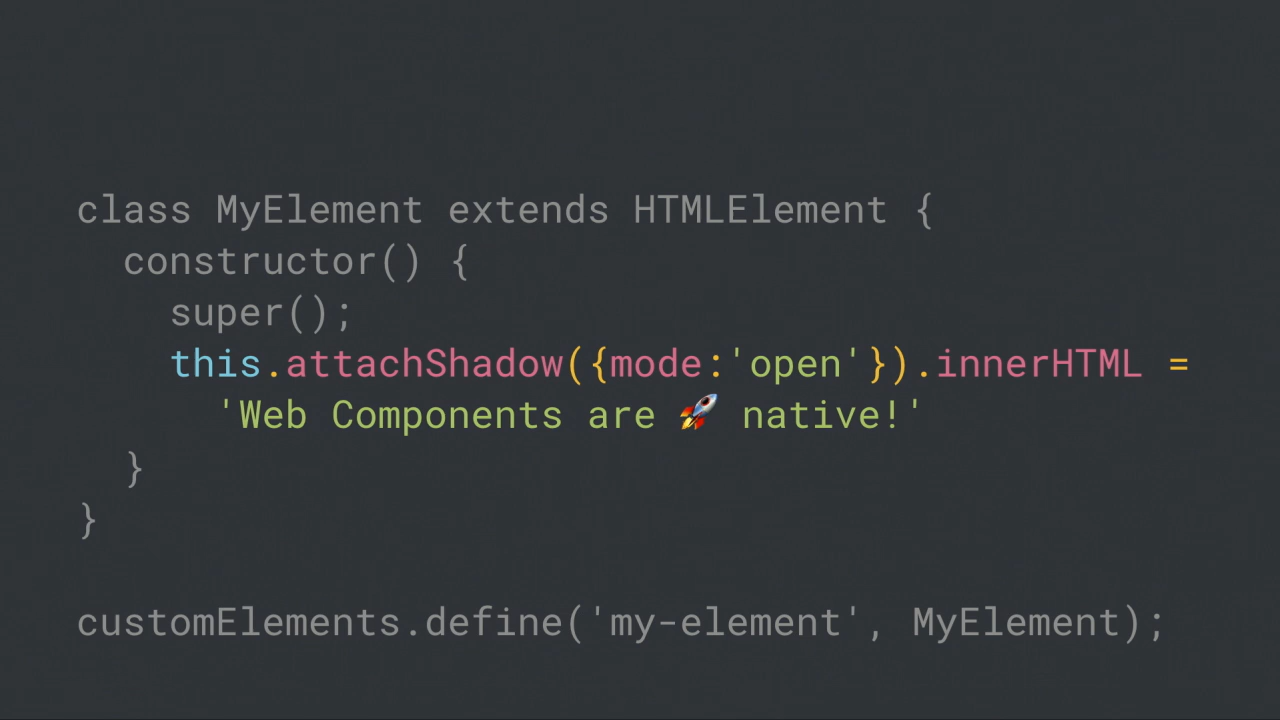 class MyElement extends HTMLElement {
  constructor() {
    super();
    this.attachShadow({mode:'open'}).innerHTML =
      'Web Components are 🚀 native!'
  }
}
customElements.define('my-element', MyElement);